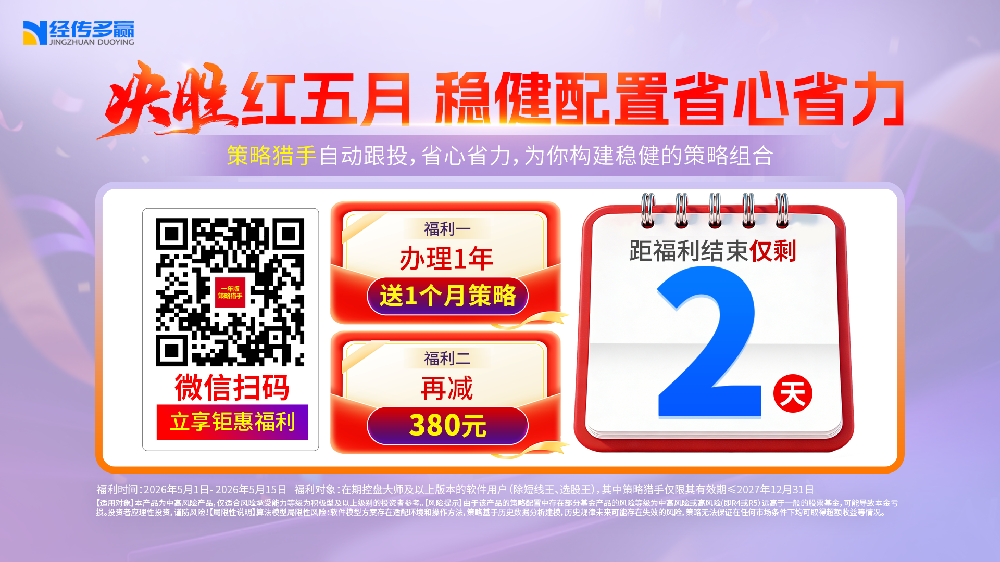 经传多赢
JINGZHUAN DUOYING
决胜红五月 稳健配置省心省力
策略猎手自动跟投，省心省力，为你构建稳健的策略组合
一年版
策略猎手
微信扫码
立享钜惠福利
福利一
办理1年
送1个月策略
福利二
再减
380元
距福利结束仅剩
2
天
福利时间：2026年5月1日- 2026年5月15日 福利对象：在期控盘大师及以上版本的软件用户（除短线王、选股王），其中策略猎手仅限其有效期≤2027年12月31日
【适用对象】本产品为中高风险产品，仅适合风险承受能力等级为积极型及以上级别的投资者参考。【风险提示】由于该产品的策略配置中存在部分基金产品的风险等级为中高风险或高风险（即R4或R5）远高于一般的股票基金，可能导致本金亏
损。投资者应理性投资，谨防风险！【局限性说明】算法模型局限性风险：软件模型方案存在适配环境和操作方法，策略基于历史数据分析建模，历史规律未来可能存在失效的风险，策略无法保证在任何市场条件下均可取得超额收益等情况。